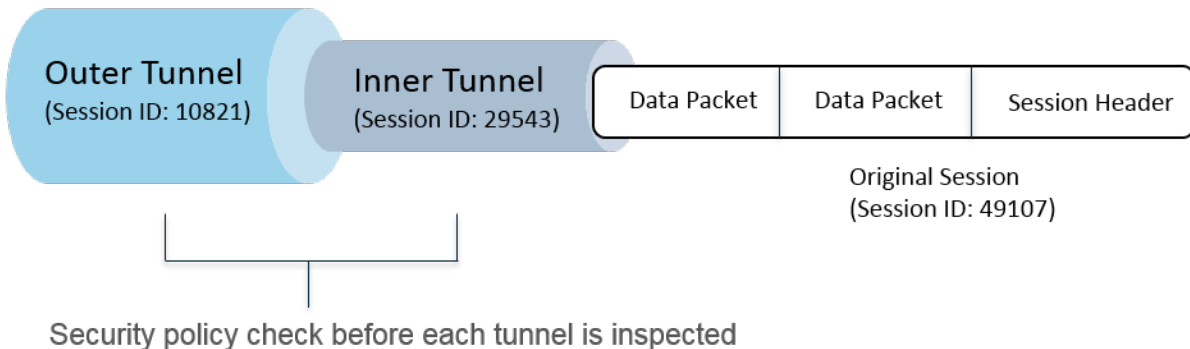 Outer Tunnel
(Session ID: 10821)
Inner Tunnel
(Session ID: 29543)
Data Packet
Data Packet
Session Header
Original Session
(Session ID: 49107)
Security policy check before each tunnel is inspected